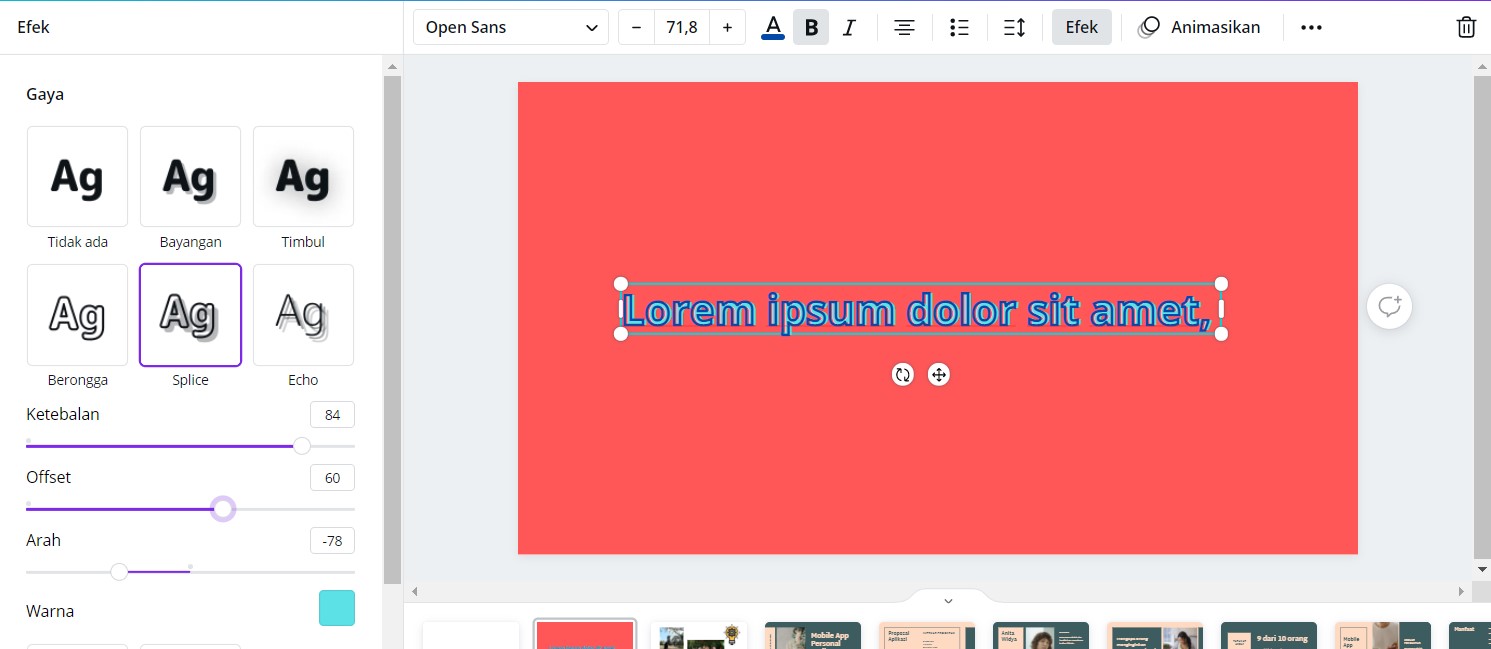 Efek
Open Sans
– 71,8 +
A B I
Efek
Animasikan
Gaya
Ag Ag Ag
Tidak ada Bayangan Timbul
Ag Ag Ag
Berongga Splice Echo
Ketebalan 84
Offset 60
Arah -78
Warna
Lorem ipsum dolor sit amet,
Mobile App
Personal
Proposal
Aplikasi
Anita
Widya
9 dari 10 orang
Mobile
App
Manfaat